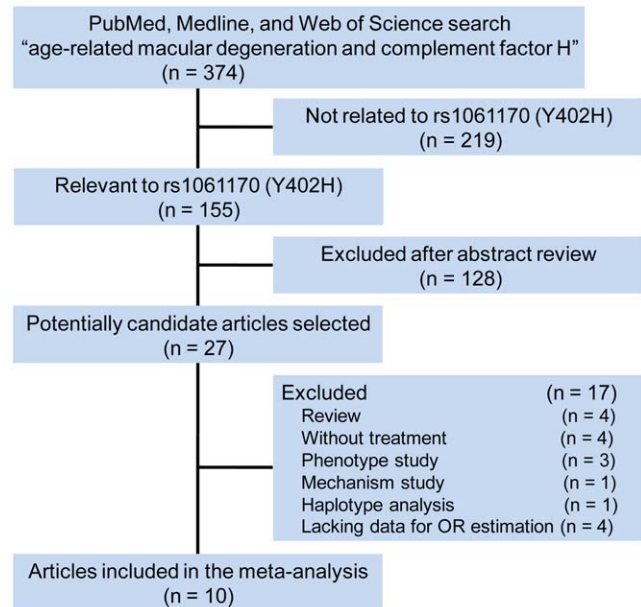 PubMed, Medline, and Web of Science search
“age-related macular degeneration and complement factor H”
(n = 374)
Not related to rs1061170 (Y402H)
(n = 219)
Relevant to rs1061170 (Y402H)
(n = 155)
Excluded after abstract review
(n = 128)
Potentially candidate articles selected
(n = 27)
Excluded (n = 17)
Review (n = 4)
Without treatment (n = 4)
Phenotype study (n = 3)
Mechanism study (n = 1)
Haplotype analysis (n = 1)
Lacking data for OR estimation (n = 4)
Articles included in the meta-analysis
(n = 10)